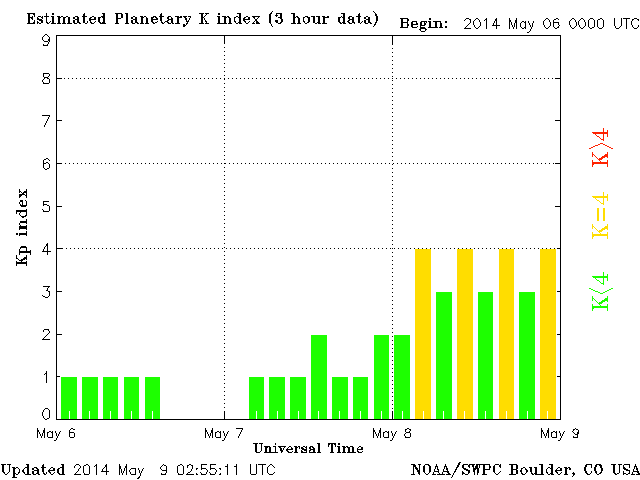 Estimated Planetary K index (3 hour data)
Begin: 2014 May 06 0000 UTC
9
8
7
6
5
4
3
2
1
0
Kp index
K>4
K=4
K<4
May 6
May 7
May 8
May 9
Universal Time
Updated 2014 May 9 02:55:11 UTC
NOAA/SWPC Boulder, CO USA